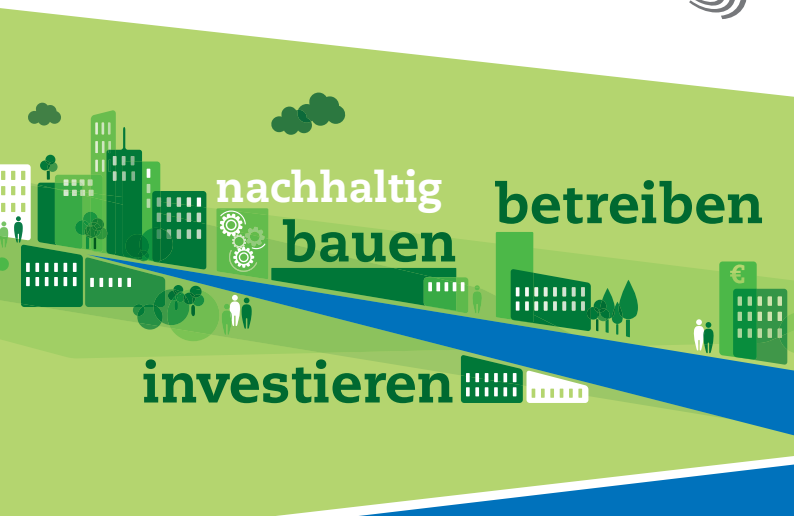 nachhaltig
bauen
betreiben
€
investieren